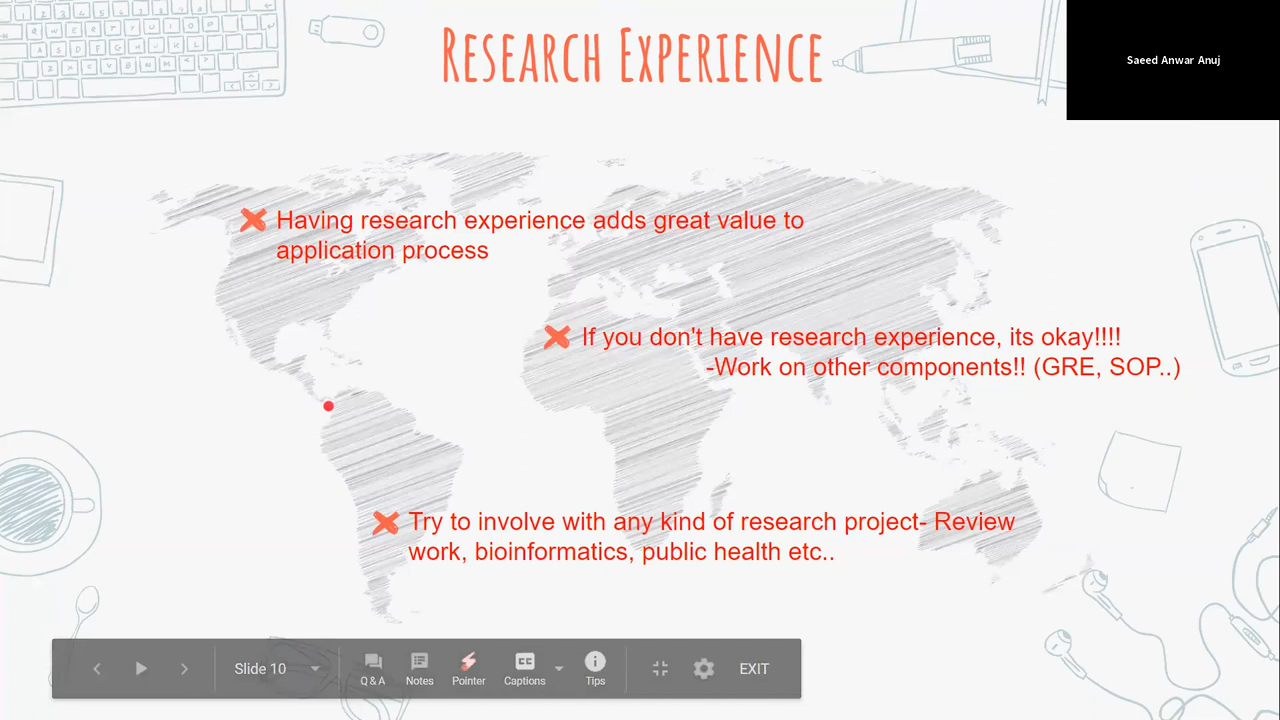 RESEARCH EXPERIENCE
Saeed Anwar Anuj
Having research experience adds great value to
application process
If you don't have research experience, its okay!!!!
-Work on other components!! (GRE, SOP..)
Try to involve with any kind of research project- Review
work, bioinformatics, public health etc..
Slide 10
Q & A
Notes
Pointer
CC
Captions
Tips
EXIT